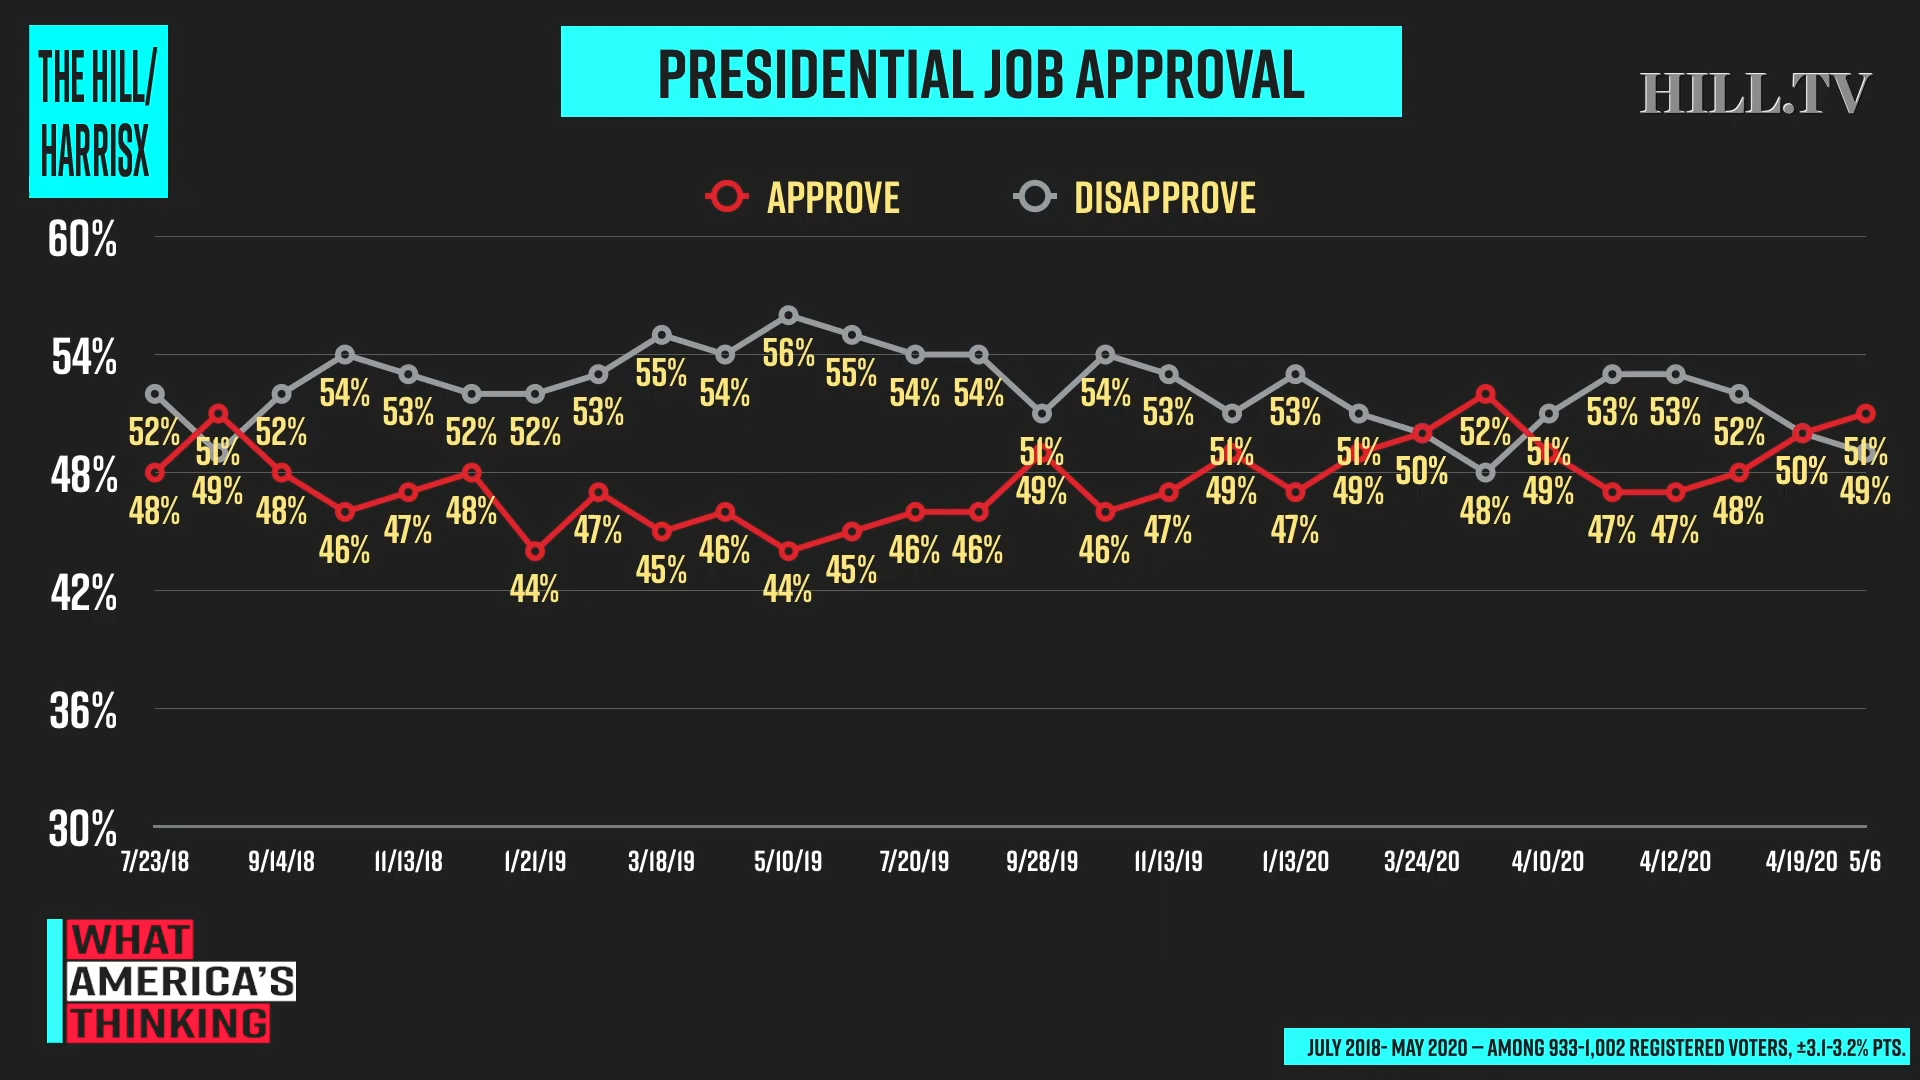 THE HILL/
HARRISX
PRESIDENTIAL JOB APPROVAL
HILL.TV
APPROVE
DISAPPROVE
60%
54%
48%
42%
36%
30%
52% 49% 52% 54% 53% 52% 52% 53% 55% 54% 56% 55% 54% 54% 51% 54% 53% 51% 53% 51% 50% 48% 51% 53% 53% 52% 50% 49%
48% 51% 48% 46% 47% 48% 44% 47% 45% 46% 44% 45% 46% 46% 49% 46% 47% 49% 47% 49% 52% 49% 47% 47% 48% 51%
7/23/18 9/14/18 11/13/18 1/21/19 3/18/19 5/10/19 7/20/19 9/28/19 11/13/19 1/13/20 3/24/20 4/10/20 4/12/20 4/19/20 5/6
WHAT
AMERICA'S
THINKING
JULY 2018- MAY 2020 – AMONG 933-1,002 REGISTERED VOTERS, ±3.1-3.2% PTS.